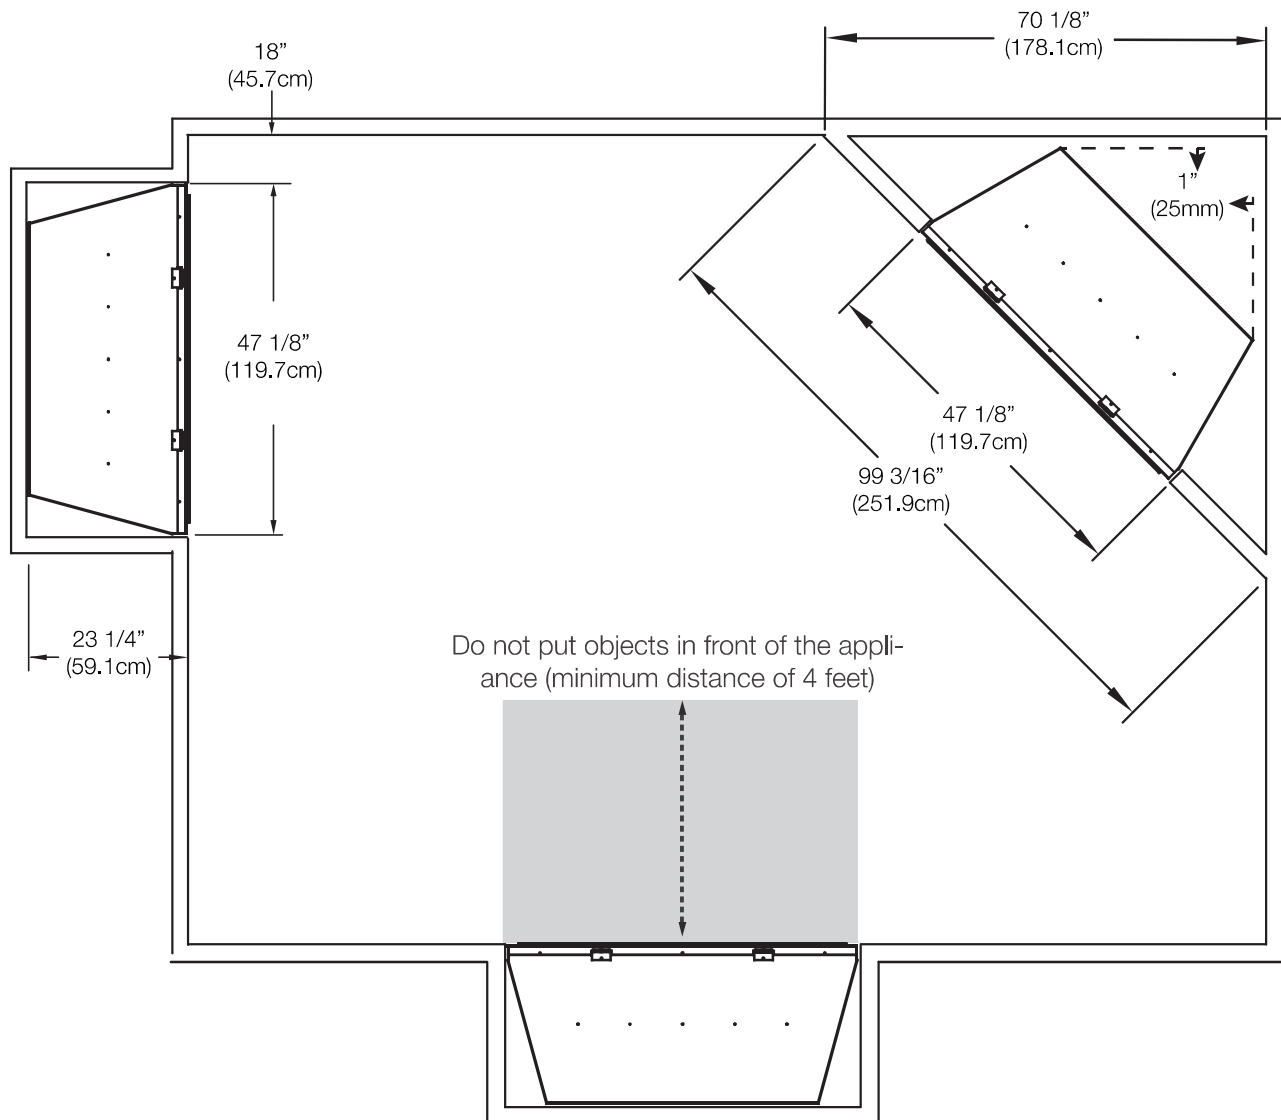 70 1/8”
(178.1cm)
18”
(45.7cm)
1”
(25mm)
47 1/8”
(119.7cm)
47 1/8”
(119.7cm)
99 3/16”
(251.9cm)
23 1/4”
(59.1cm)
Do not put objects in front of the appli-
ance (minimum distance of 4 feet)